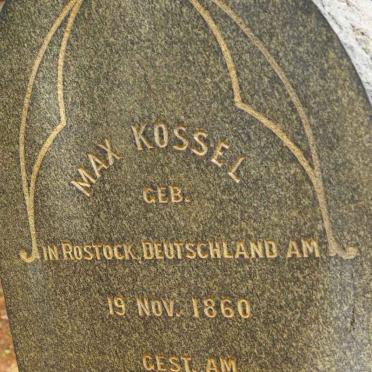 MAX KOSSEL
GEB.
IN ROSTOCK, DEUTSCHLAND AM
19 NOV. 1860
GEST. AM